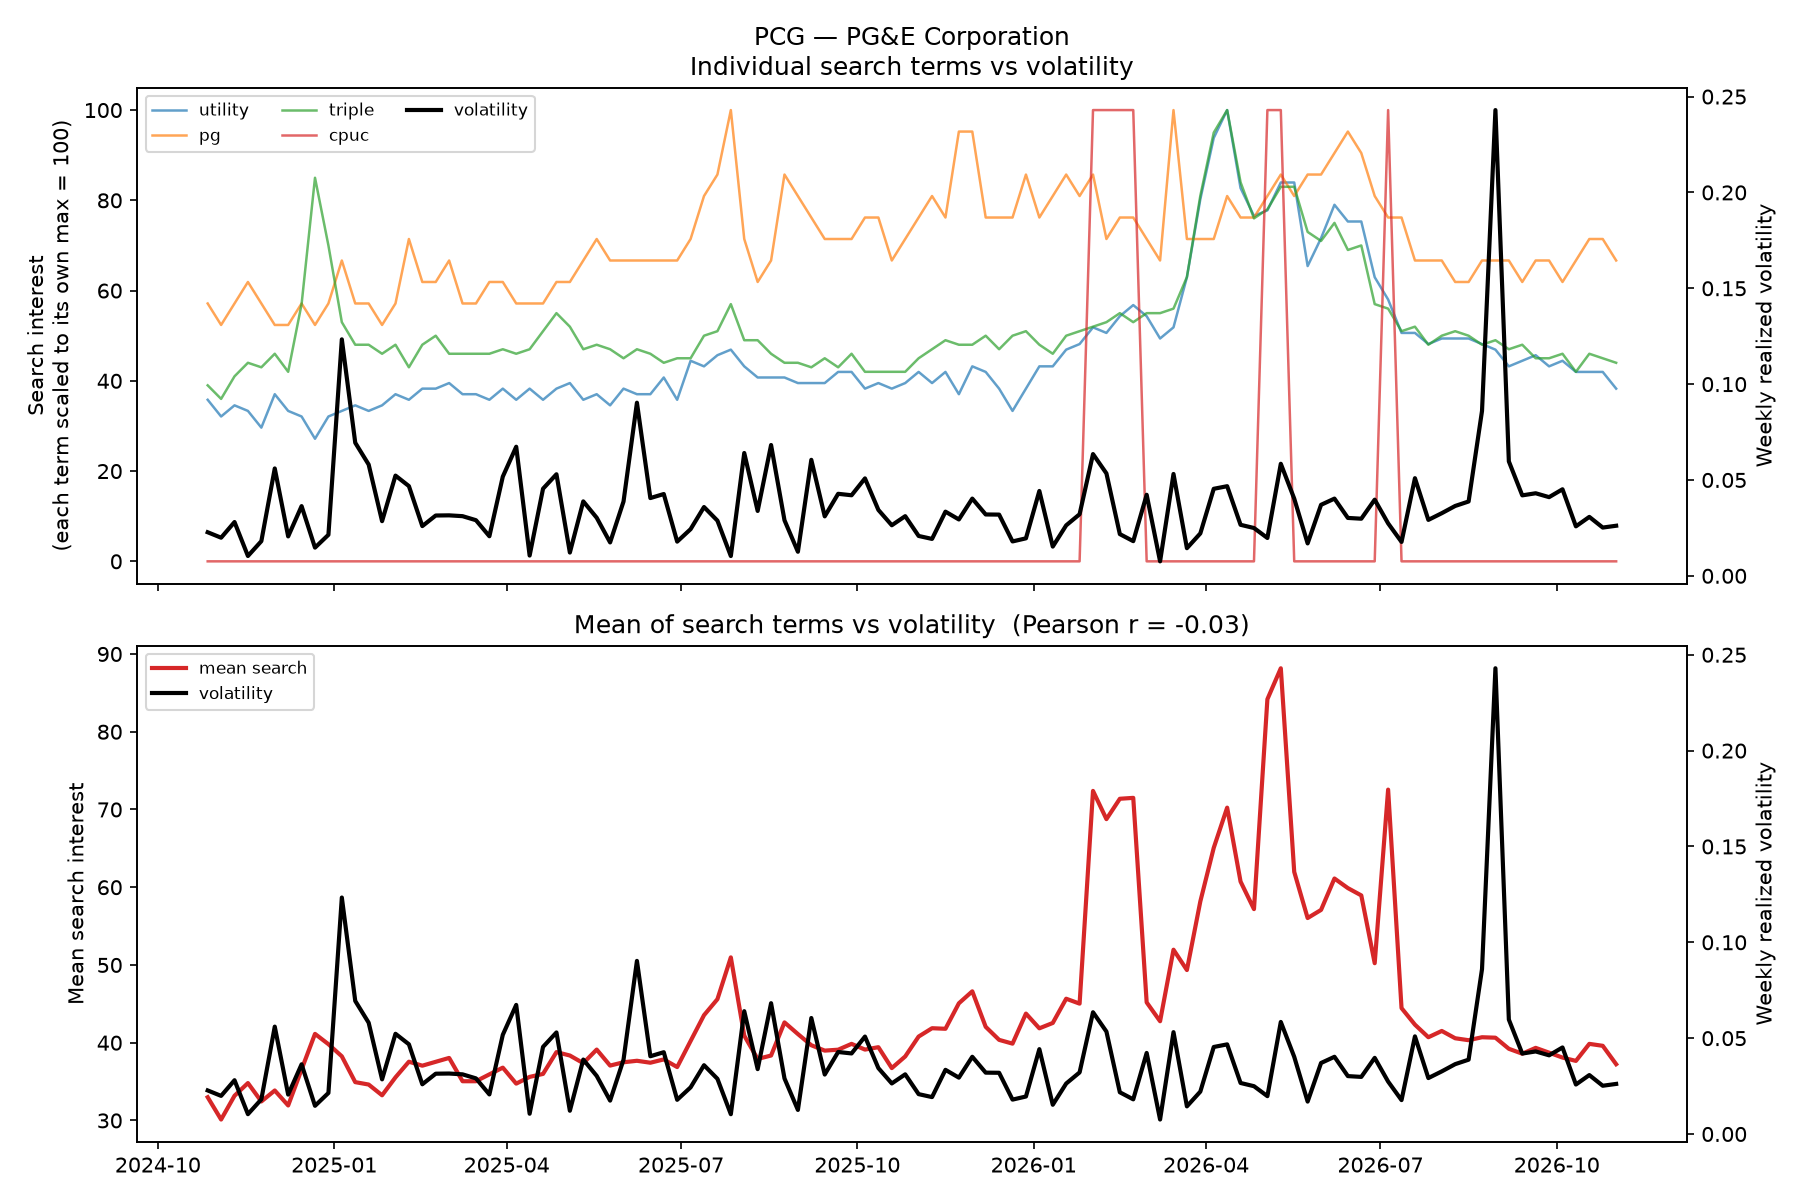 PCG — PG&E Corporation
Individual search terms vs volatility
utility
pg
triple
cpuc
volatility
Search interest
(each term scaled to its own max = 100)
100
80
60
40
20
0
0.25
0.20
0.15
0.10
0.05
0.00
Weekly realized volatility
Mean of search terms vs volatility (Pearson r = -0.03)
mean search
volatility
Mean search interest
90
80
70
60
50
40
30
0.25
0.20
0.15
0.10
0.05
0.00
Weekly realized volatility
2024-10 2025-01 2025-04 2025-07 2025-10 2026-01 2026-04 2026-07 2026-10